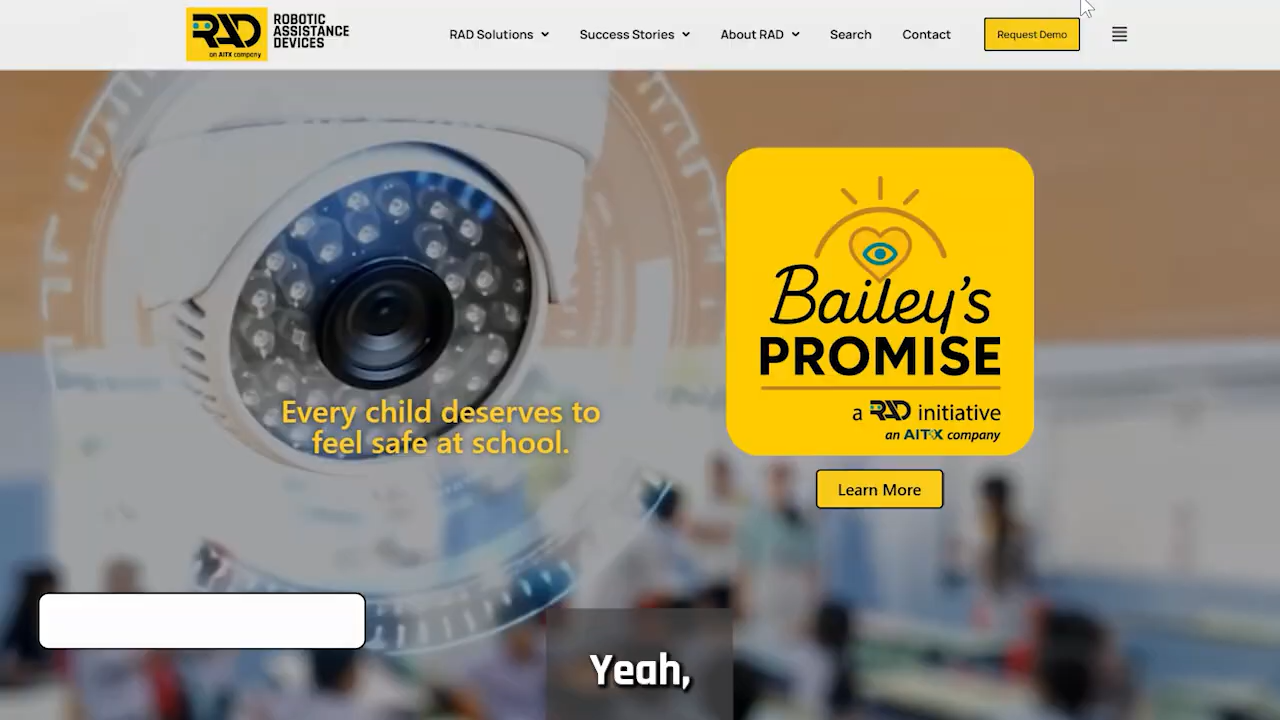 RAD
an AITX company
ROBOTIC
ASSISTANCE
DEVICES
RAD Solutions
Success Stories
About RAD
Search
Contact
Request Demo
Every child deserves to
feel safe at school.
Bailey's
PROMISE
a RAD initiative
an AITX company
Learn More
Yeah,